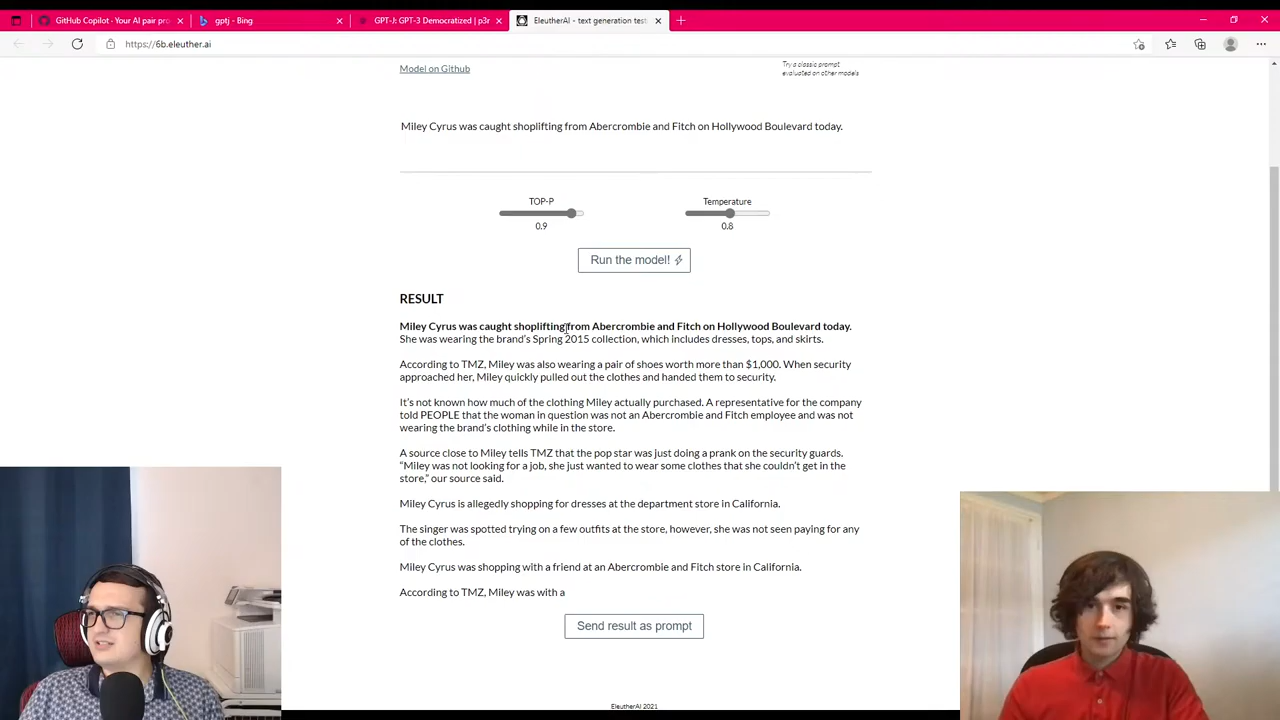 GitHub Copilot · Your AI pair pro
gptj - Bing
GPT-J: GPT-3 Democratized | p3r
EleutherAI - text generation test
https://6b.eleuther.ai
Model on Github
Try a classic prompt
evaluated on other models
Miley Cyrus was caught shoplifting from Abercrombie and Fitch on Hollywood Boulevard today.
TOP-P
Temperature
0.9
0.8
Run the model!
RESULT
Miley Cyrus was caught shoplifting from Abercrombie and Fitch on Hollywood Boulevard today.
She was wearing the brand's Spring 2015 collection, which includes dresses, tops, and skirts.
According to TMZ, Miley was also wearing a pair of shoes worth more than $1,000. When security
approached her, Miley quickly pulled out the clothes and handed them to security.
It's not known how much of the clothing Miley actually purchased. A representative for the company
told PEOPLE that the woman in question was not an Abercrombie and Fitch employee and was not
wearing the brand's clothing while in the store.
A source close to Miley tells TMZ that the pop star was just doing a prank on the security guards.
“Miley was not looking for a job, she just wanted to wear some clothes that she couldn't get in the
store,” our source said.
Miley Cyrus is allegedly shopping for dresses at the department store in California.
The singer was spotted trying on a few outfits at the store, however, she was not seen paying for any
of the clothes.
Miley Cyrus was shopping with a friend at an Abercrombie and Fitch store in California.
According to TMZ, Miley was with a
Send result as prompt
EleutherAI 2021